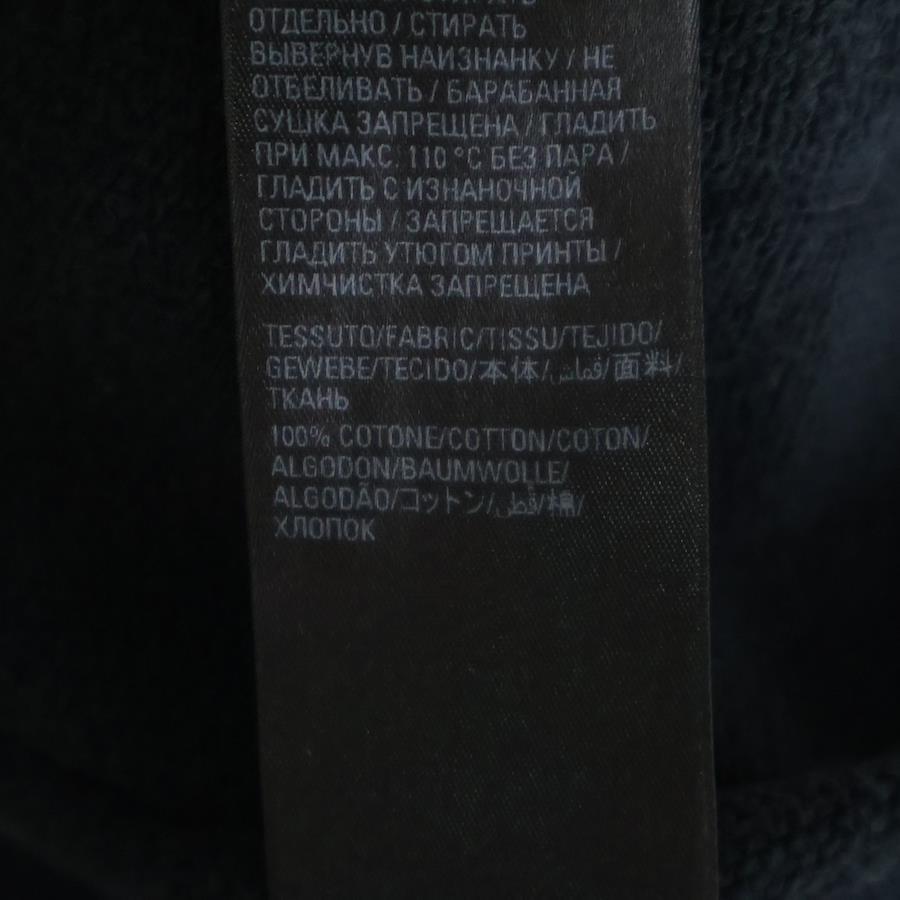 ОТДЕЛЬНО / СТИРАТЬ
ВЫВЕРНУВ НАИЗНАНКУ / НЕ
ОТБЕЛИВАТЬ / БАРАБАННАЯ
СУШКА ЗАПРЕЩЕНА / ГЛАДИТЬ
ПРИ МАКС. 110 °C БЕЗ ПАРА /
ГЛАДИТЬ С ИЗНАНОЧНОЙ
СТОРОНЫ / ЗАПРЕЩАЕТСЯ
ГЛАДИТЬ УТЮГОМ ПРИНТЫ /
ХИМЧИСТКА ЗАПРЕЩЕНА
TESSUTO/FABRIC/TISSU/TEJIDO/
GEWEBE/TECIDO/本体/قماش/面料/
ТКАНЬ
100% COTONE/COTTON/COTON/
ALGODON/BAUMWOLLE/
ALGODÃO/コットン/قطن/棉/
ХЛОПОК